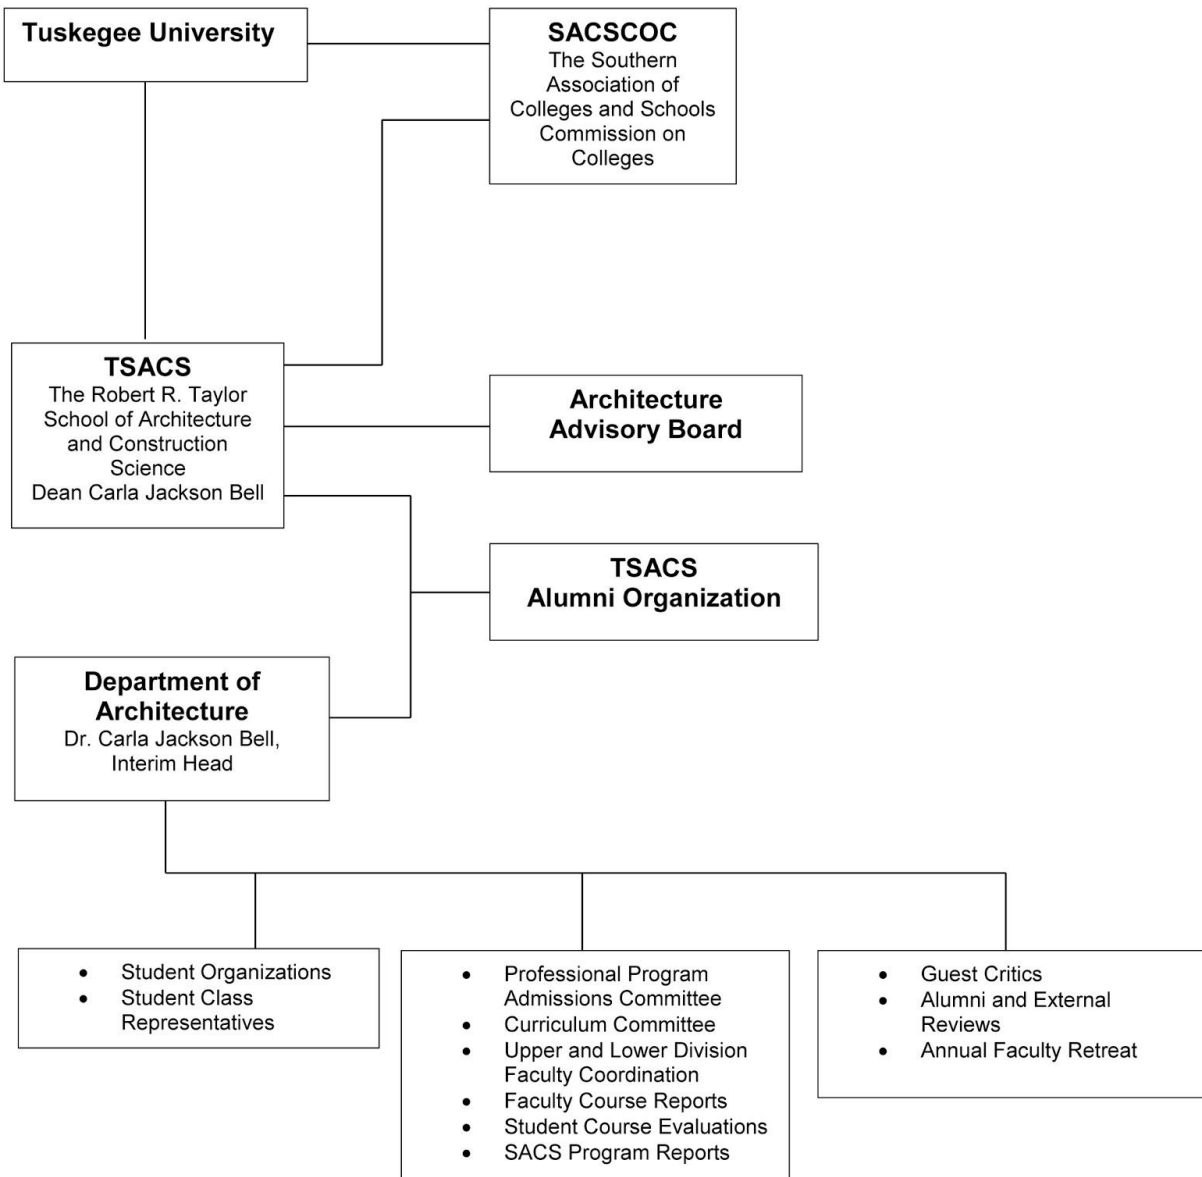 Tuskegee University
SACSCOC
The Southern
Association of
Colleges and Schools
Commission on
Colleges
TSACS
The Robert R. Taylor
School of Architecture
and Construction
Science
Dean Carla Jackson Bell
Architecture
Advisory Board
TSACS
Alumni Organization
Department of
Architecture
Dr. Carla Jackson Bell,
Interim Head
• Student Organizations
• Student Class
Representatives
• Professional Program
Admissions Committee
• Curriculum Committee
• Upper and Lower Division
Faculty Coordination
• Faculty Course Reports
• Student Course Evaluations
• SACS Program Reports
• Guest Critics
• Alumni and External
Reviews
• Annual Faculty Retreat